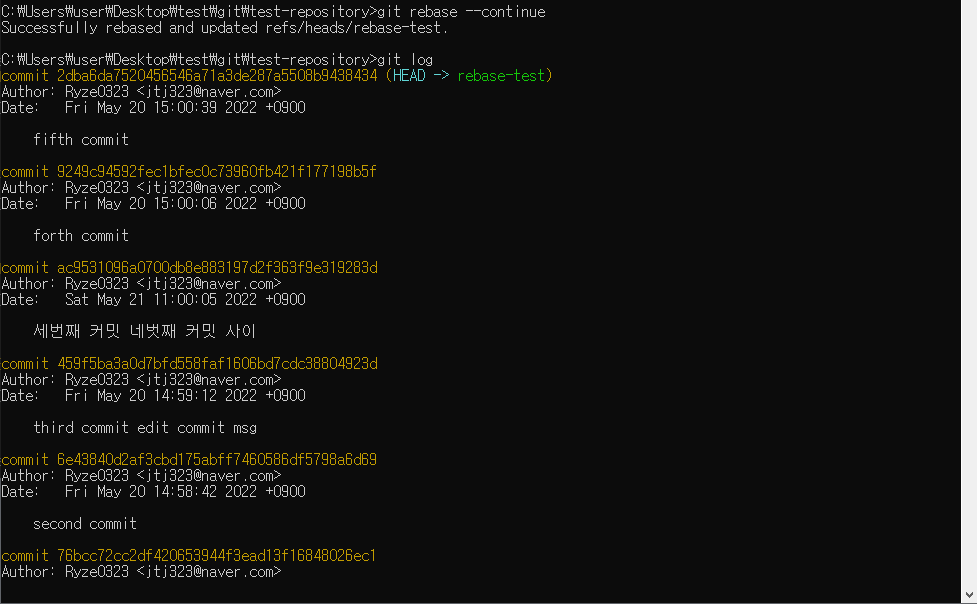 C:\Users\user\Desktop\test\git\test-repository>git rebase --continue
Successfully rebased and updated refs/heads/rebase-test.
C:\Users\user\Desktop\test\git\test-repository>git log
commit 2dba6da7520456546a71a3de287a5508b9438434 (HEAD -> rebase-test)
Author: Ryze0323 <jtj323@naver.com>
Date:   Fri May 20 15:00:39 2022 +0900
fifth commit
commit 9249c94592fec1bfec0c73960fb421f177198b5f
Author: Ryze0323 <jtj323@naver.com>
Date:   Fri May 20 15:00:06 2022 +0900
forth commit
commit ac9531096a0700db8e883197d2f363f9e319283d
Author: Ryze0323 <jtj323@naver.com>
Date:   Sat May 21 11:00:05 2022 +0900
세번째 커밋 네벗째 커밋 사이
commit 459f5ba3a0d7bfd558faf1606bd7cdc38804923d
Author: Ryze0323 <jtj323@naver.com>
Date:   Fri May 20 14:59:12 2022 +0900
third commit edit commit msg
commit 6e43840d2af3cbd175abff7460586df5798a6d69
Author: Ryze0323 <jtj323@naver.com>
Date:   Fri May 20 14:58:42 2022 +0900
second commit
commit 76bcc72cc2df420653944f3ead13f16848026ec1
Author: Ryze0323 <jtj323@naver.com>